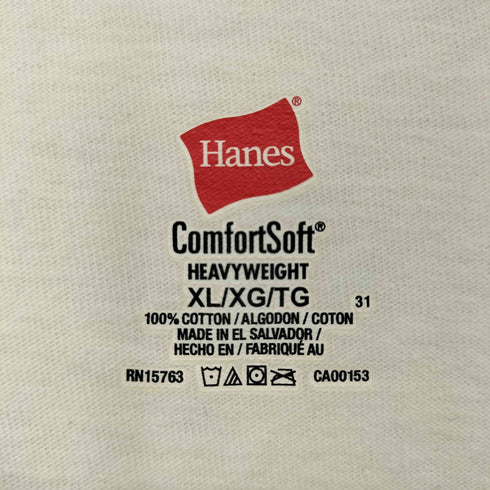 Hanes®
ComfortSoft®
HEAVYWEIGHT
XL/XG/TG 31
100% COTTON / ALGODON / COTON
MADE IN EL SALVADOR /
HECHO EN / FABRIQUÉ AU
RN15763 CA00153